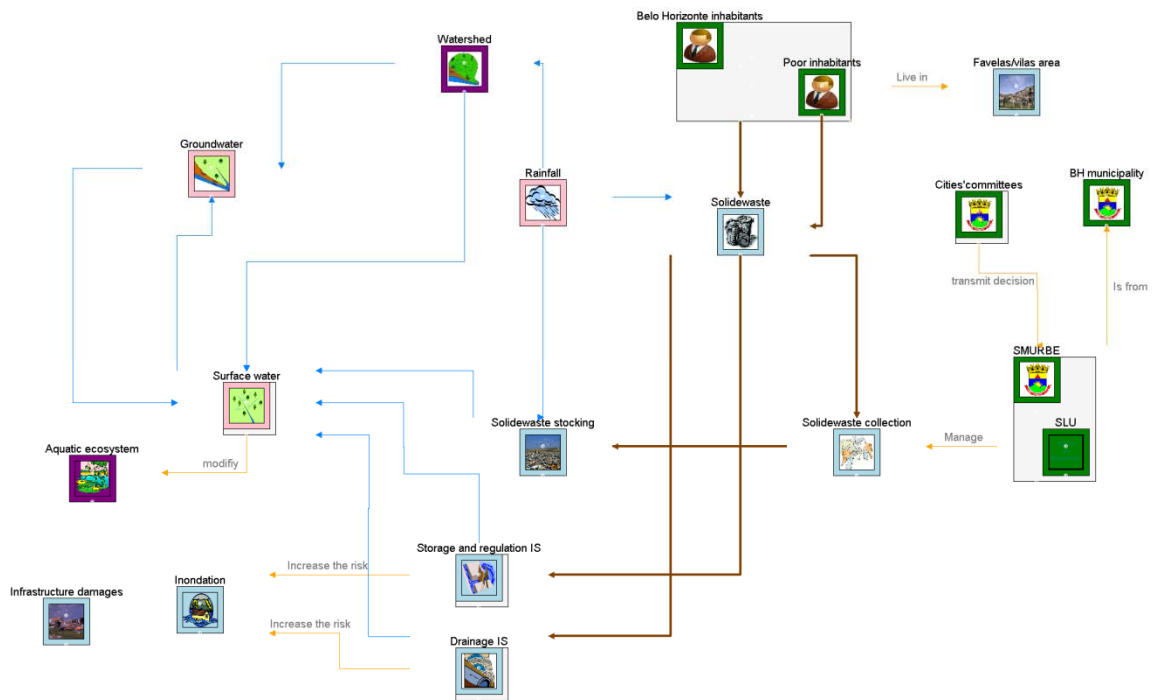 Belo Horizonte inhabitants
Watershed
Poor inhabitants
Favelas/vilas area
Live in
Groundwater
Rainfall
Cities'committees
BH municipality
Solidewaste
transmit decision
Is from
SMURBE
Surface water
Solidewaste stocking
Solidewaste collection
SLU
Manage
Aquatic ecosystem
modifiy
Storage and regulation IS
Increase the risk
Inondation
Infrastructure damages
Increase the risk
Drainage IS